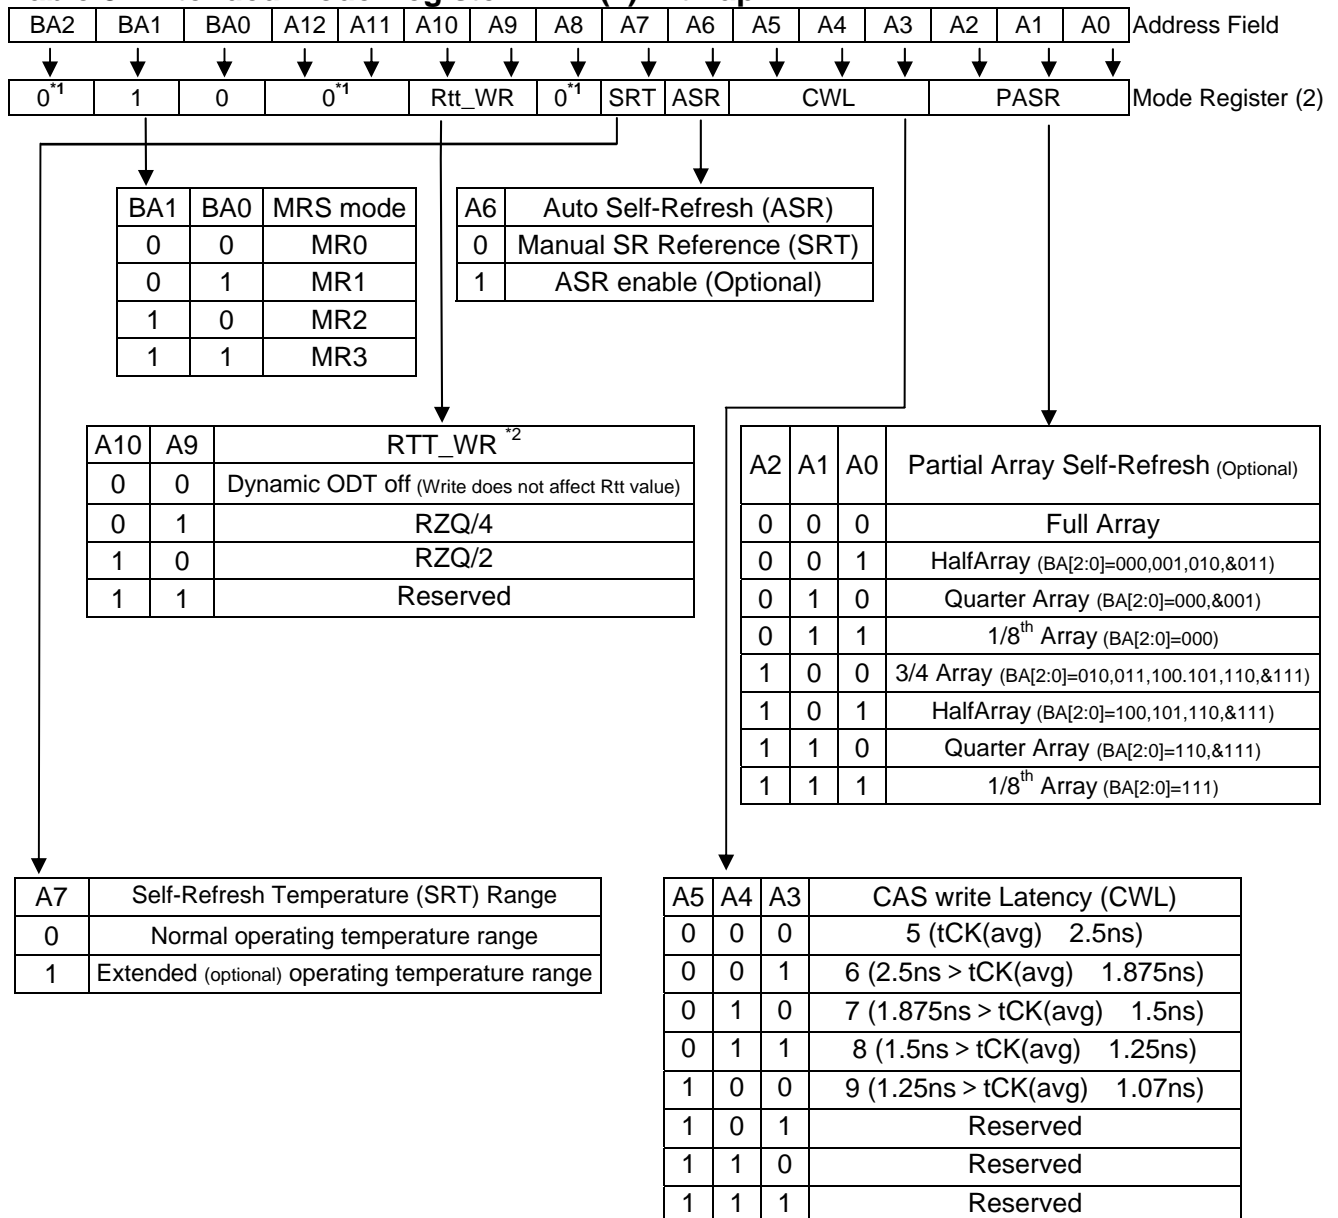 BA2 BA1 BA0 A12 A11 A10 A9 A8 A7 A6 A5 A4 A3 A2 A1 A0 Address Field
0*1 1 0 0*1 Rtt_WR 0*1 SRT ASR CWL PASR Mode Register (2)
BA1 BA0 MRS mode
0 0 MR0
0 1 MR1
1 0 MR2
1 1 MR3
A6 Auto Self-Refresh (ASR)
0 Manual SR Reference (SRT)
1 ASR enable (Optional)
A10 A9 RTT_WR *2
0 0 Dynamic ODT off (Write does not affect Rtt value)
0 1 RZQ/4
1 0 RZQ/2
1 1 Reserved
A2 A1 A0 Partial Array Self-Refresh (Optional)
0 0 0 Full Array
0 0 1 HalfArray (BA[2:0]=000,001,010,&011)
0 1 0 Quarter Array (BA[2:0]=000,&001)
0 1 1 1/8th Array (BA[2:0]=000)
1 0 0 3/4 Array (BA[2:0]=010,011,100.101,110,&111)
1 0 1 HalfArray (BA[2:0]=100,101,110,&111)
1 1 0 Quarter Array (BA[2:0]=110,&111)
1 1 1 1/8th Array (BA[2:0]=111)
A7 Self-Refresh Temperature (SRT) Range
0 Normal operating temperature range
1 Extended (optional) operating temperature range
A5 A4 A3 CAS write Latency (CWL)
0 0 0 5 (tCK(avg) 2.5ns)
0 0 1 6 (2.5ns > tCK(avg) 1.875ns)
0 1 0 7 (1.875ns > tCK(avg) 1.5ns)
0 1 1 8 (1.5ns > tCK(avg) 1.25ns)
1 0 0 9 (1.25ns > tCK(avg) 1.07ns)
1 0 1 Reserved
1 1 0 Reserved
1 1 1 Reserved